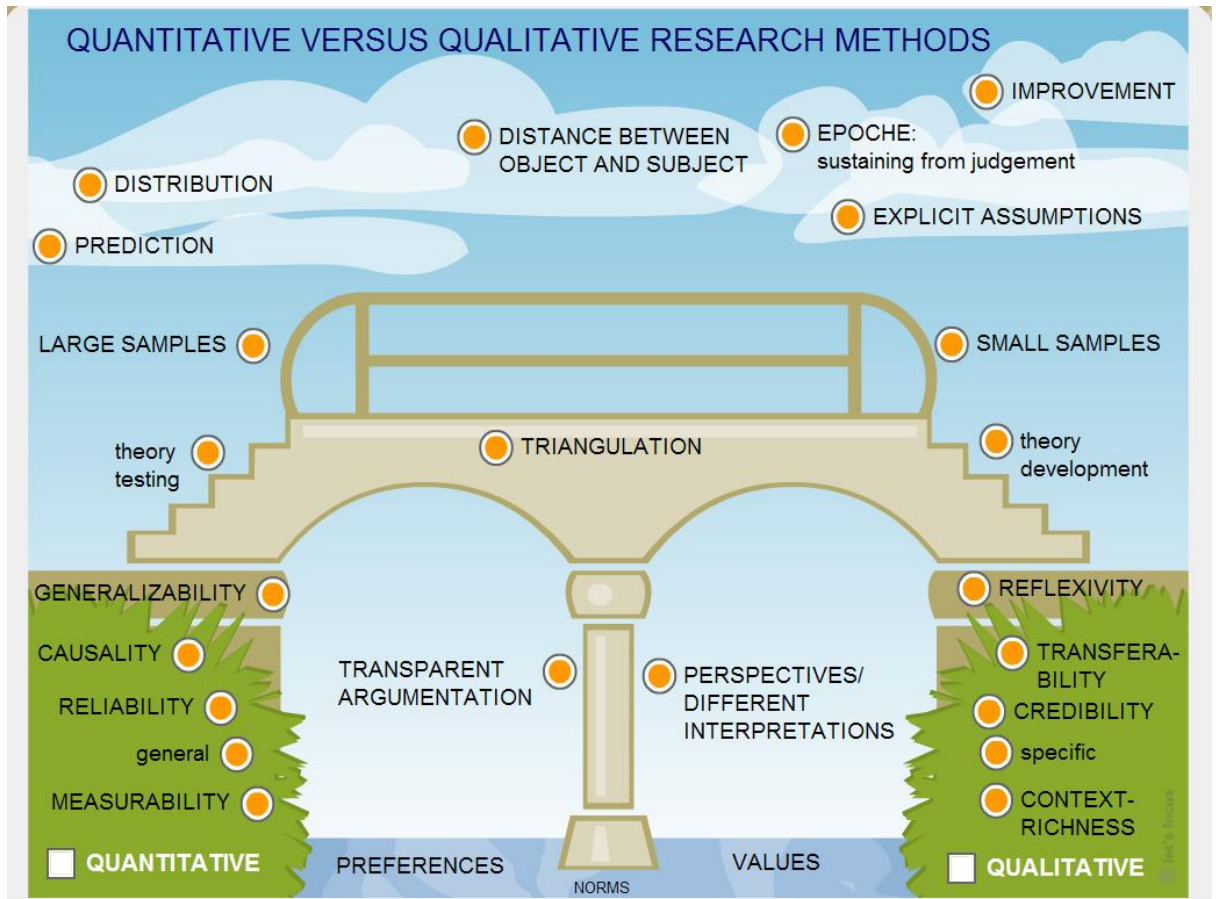 QUANTITATIVE VERSUS QUALITATIVE RESEARCH METHODS
IMPROVEMENT
DISTANCE BETWEEN
OBJECT AND SUBJECT
EPOCHE:
sustaining from judgement
DISTRIBUTION
EXPLICIT ASSUMPTIONS
PREDICTION
LARGE SAMPLES
SMALL SAMPLES
theory
testing
TRIANGULATION
theory
development
GENERALIZABILITY
REFLEXIVITY
CAUSALITY
TRANSPARENT
ARGUMENTATION
PERSPECTIVES/
DIFFERENT
INTERPRETATIONS
TRANSFERA-
BILITY
RELIABILITY
CREDIBILITY
general
specific
MEASURABILITY
CONTEXT-
RICHNESS
QUANTITATIVE
PREFERENCES
NORMS
VALUES
QUALITATIVE
© let's focus